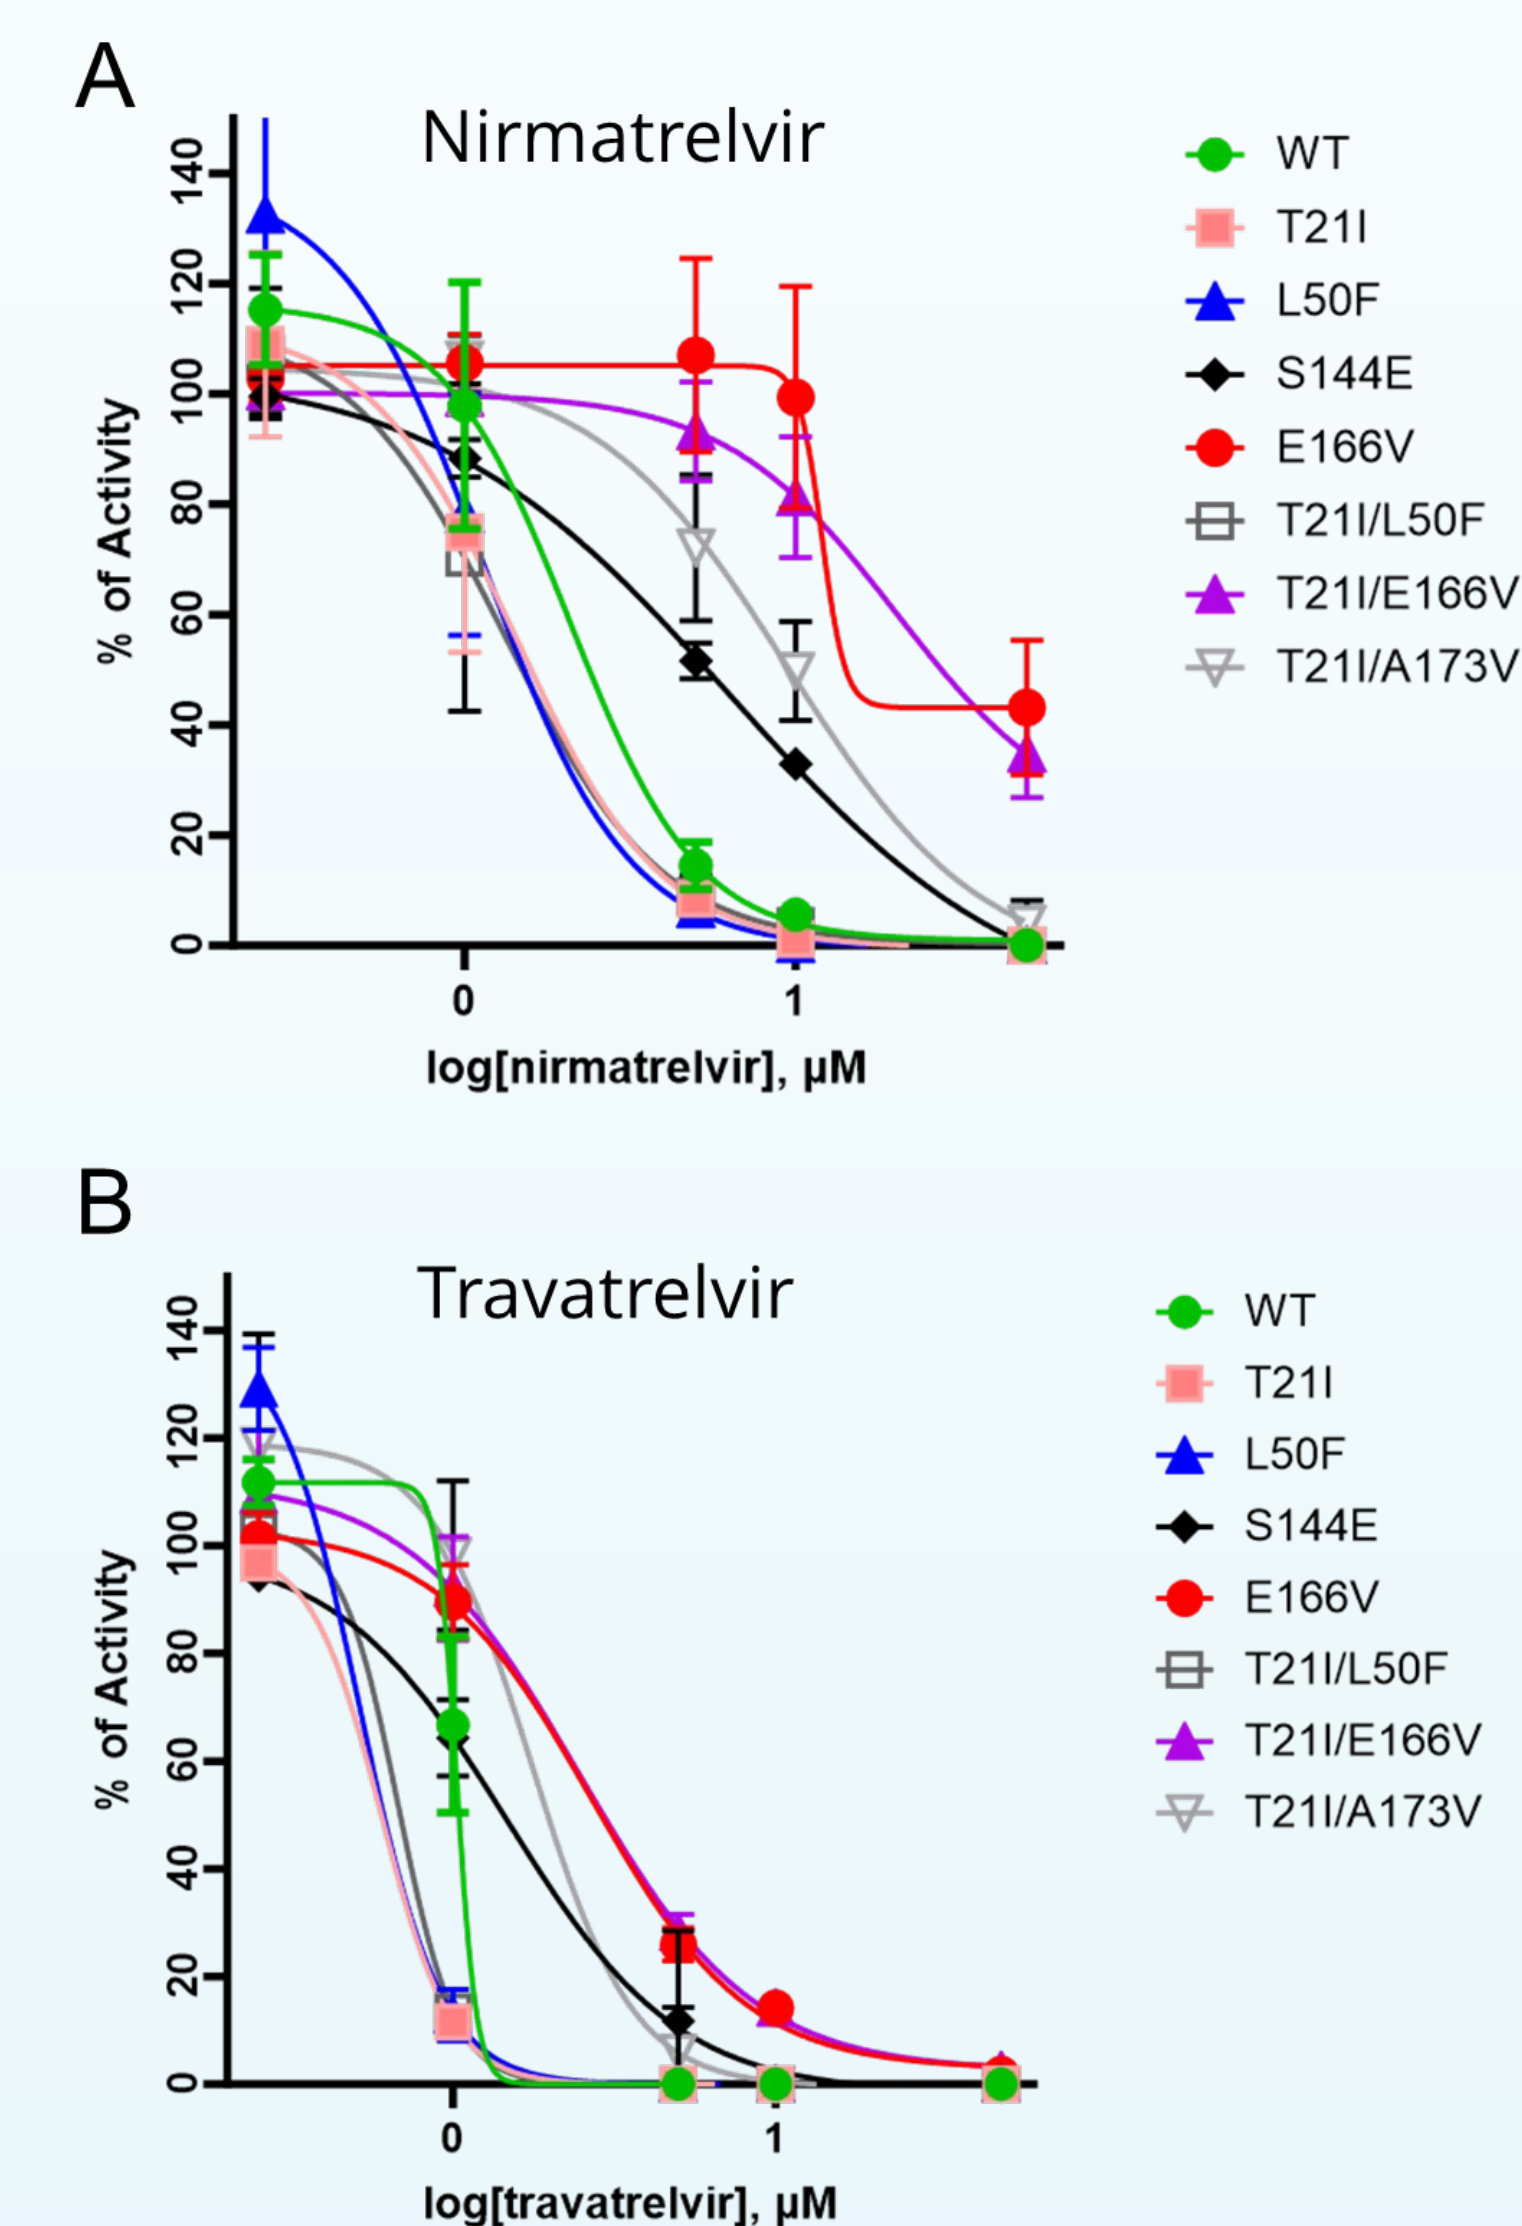 A
Nirmatrelvir
140
120
100
80
60
40
20
0
% of Activity
0 1
log[nirmatrelvir], µM
WT
T21I
L50F
S144E
E166V
T21I/L50F
T21I/E166V
T21I/A173V
B
Travatrelvir
140
120
100
80
60
40
20
0
% of Activity
0 1
log[travatrelvir], µM
WT
T21I
L50F
S144E
E166V
T21I/L50F
T21I/E166V
T21I/A173V